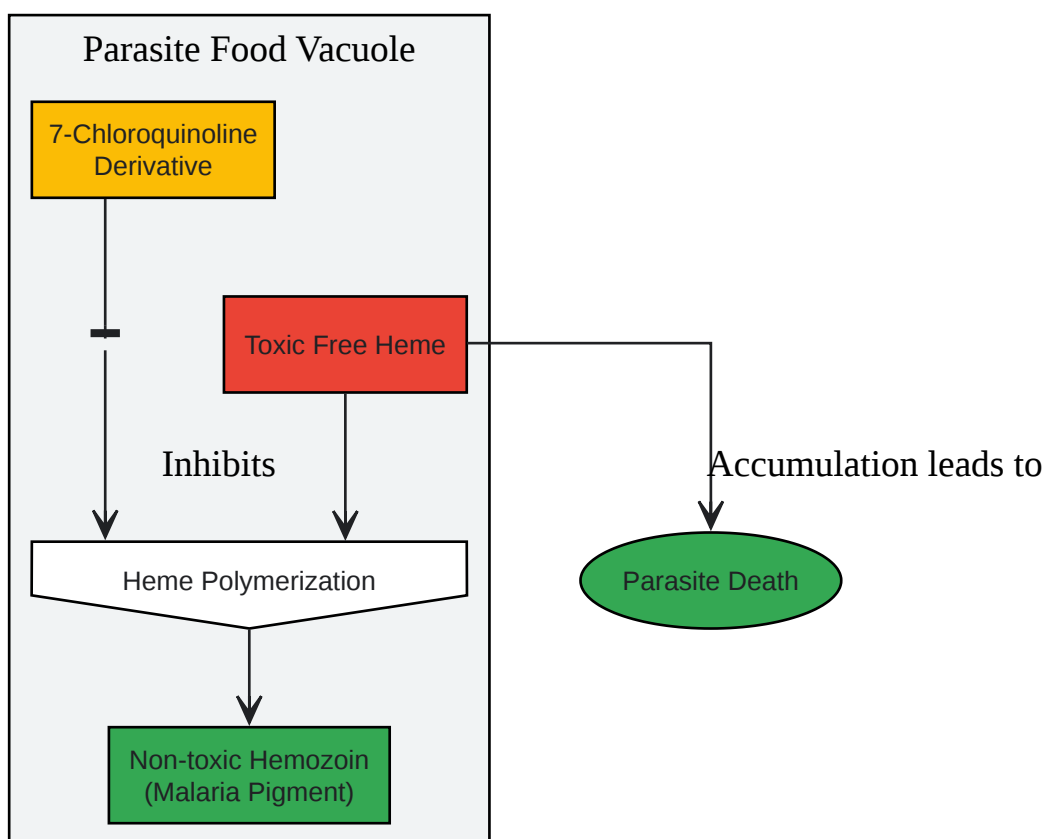 Parasite Food Vacuole
7-Chloroquinoline
Derivative
Toxic Free Heme
Inhibits
Accumulation leads to
Heme Polymerization
Parasite Death
Non-toxic Hemozoin
(Malaria Pigment)